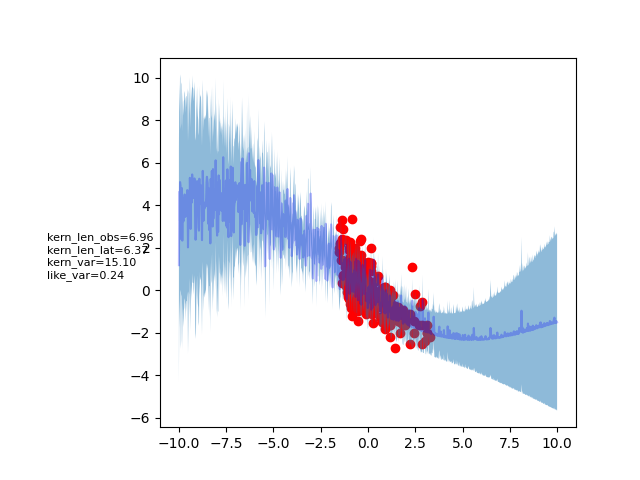 10
8
6
4
2
0
−2
−4
−6
kern_len_obs=6.96
kern_len_lat=6.32
kern_var=15.10
like_var=0.24
−10.0 −7.5 −5.0 −2.5 0.0 2.5 5.0 7.5 10.0